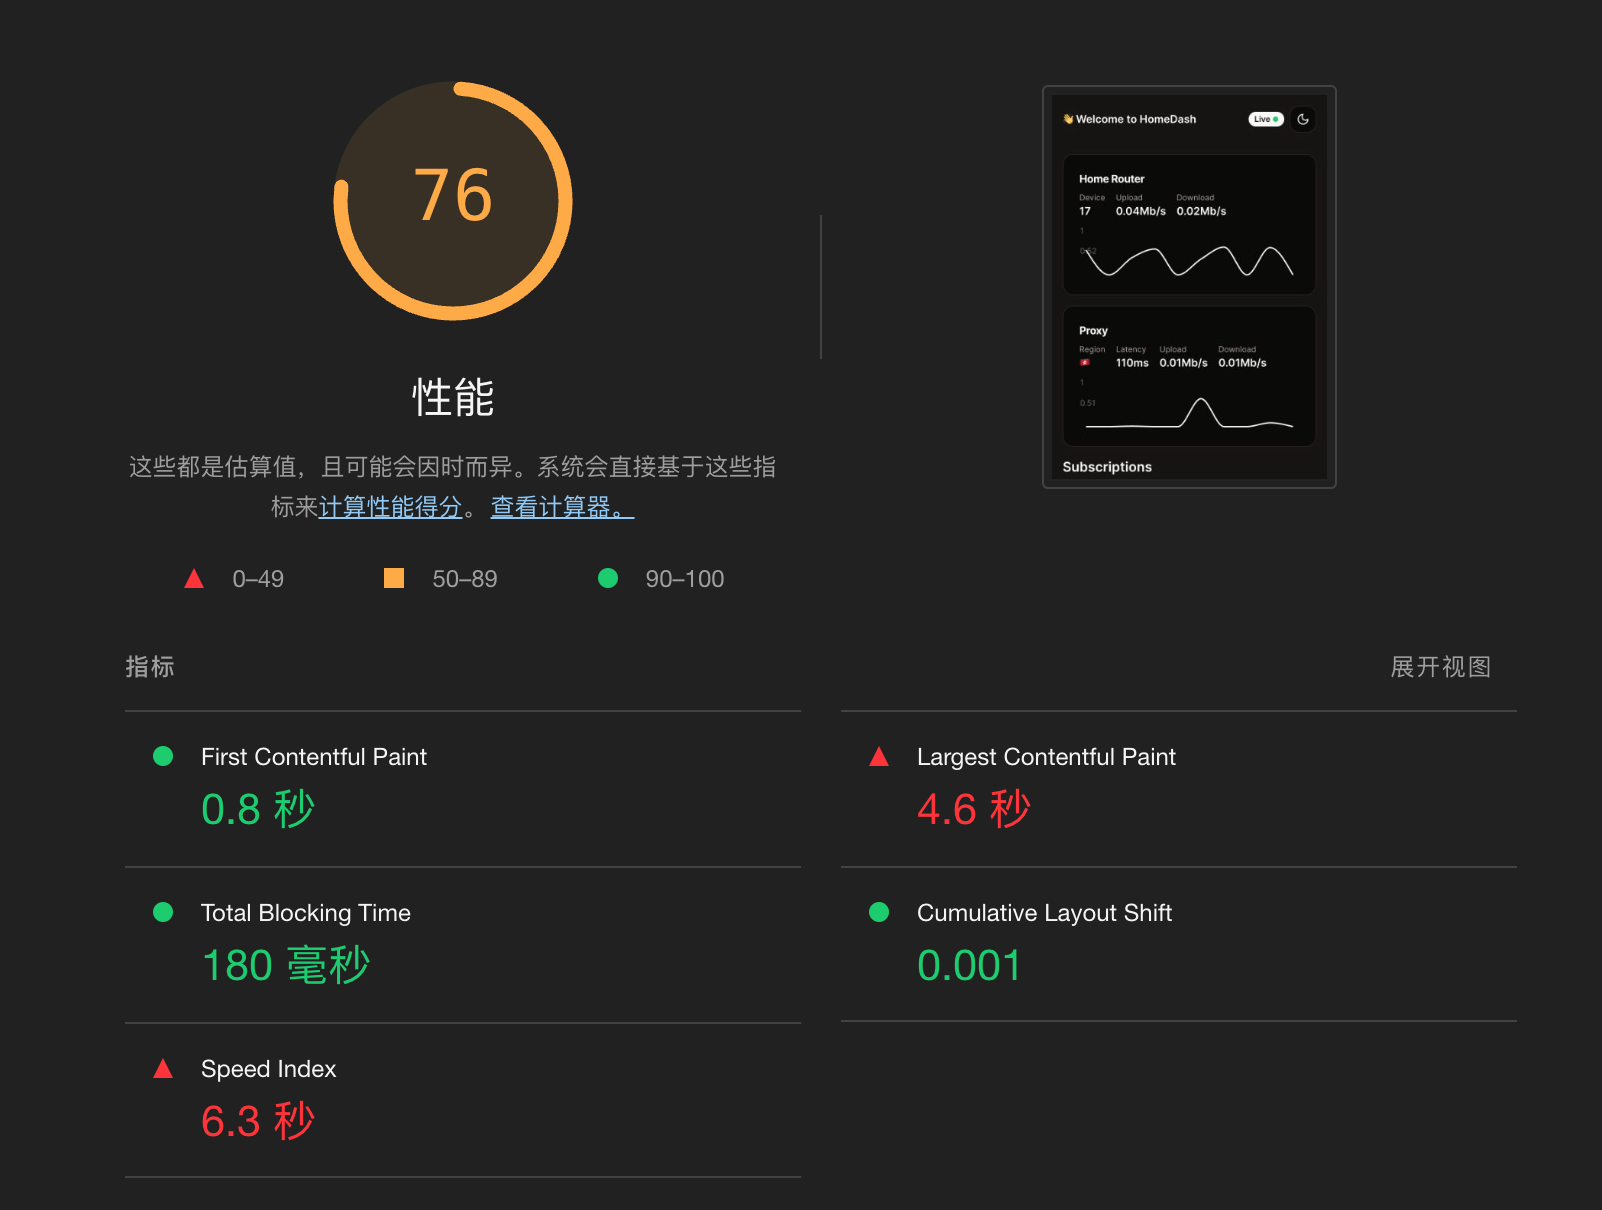 76
性能
这些都是估算值，且可能会因时而异。系统会直接基于这些指
标来计算性能得分。查看计算器。
0–49
50–89
90–100
👋 Welcome to HomeDash
Live
Home Router
Device Upload Download
17 0.04Mb/s 0.02Mb/s
1
0.52
Proxy
Region Latency Upload Download
110ms 0.01Mb/s 0.01Mb/s
1
0.51
Subscriptions
指标
展开视图
First Contentful Paint
0.8 秒
Largest Contentful Paint
4.6 秒
Total Blocking Time
180 毫秒
Cumulative Layout Shift
0.001
Speed Index
6.3 秒